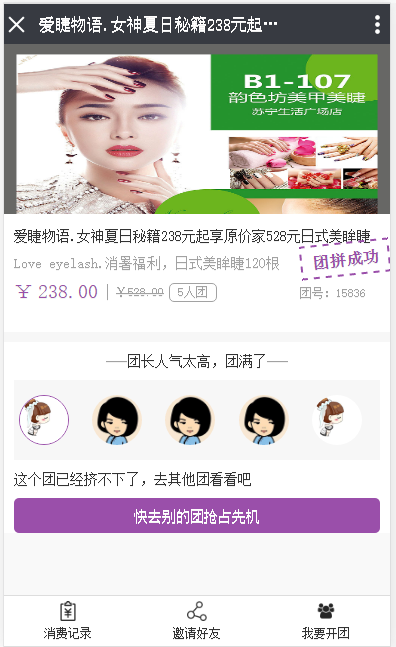 爱睫物语.女神夏日秘籍238元起…
B1-107
韵色坊美甲美睫
苏宁生活广场店
爱睫物语.女神夏日秘籍238元起享原价家528元日式美眸睫
Love eyelash.消暑福利，日式美眸睫120根
团拼成功
￥ 238.00 ￥528.00 5人团 团号: 15836
——团长人气太高，团满了——
这个团已经挤不下了，去其他团看看吧
快去别的团抢占先机
消费记录 邀请好友 我要开团